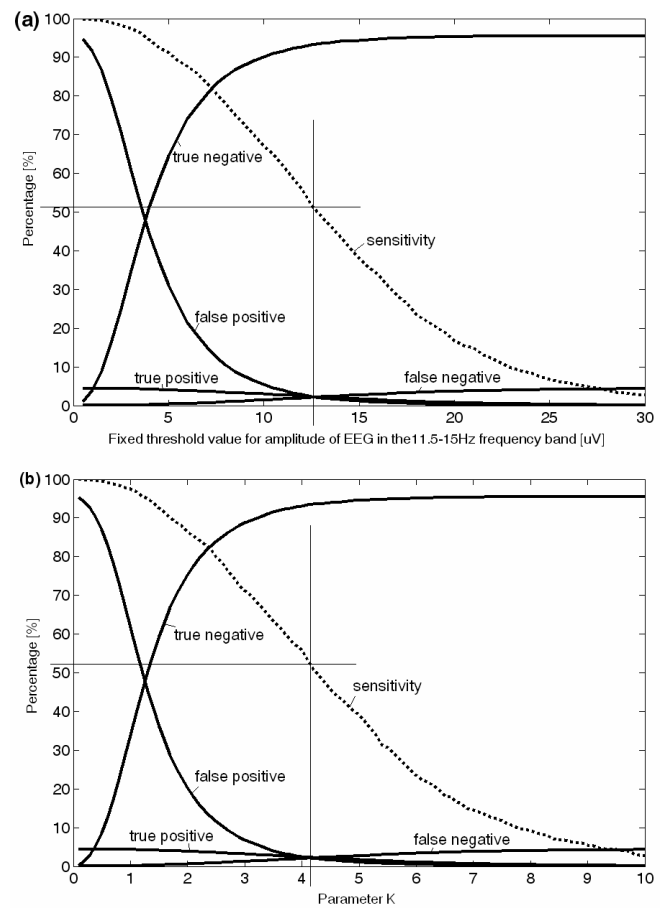 (a)
100
90
80
70
60
50
40
30
20
10
0
Percentage [%]
true negative
sensitivity
false positive
true positive
false negative
0 5 10 15 20 25 30
Fixed threshold value for amplitude of EEG in the11.5-15Hz frequency band [uV]
(b)
100
90
80
70
60
50
40
30
20
10
0
Percentage [%]
true negative
sensitivity
false positive
true positive
false negative
0 1 2 3 4 5 6 7 8 9 10
Parameter K